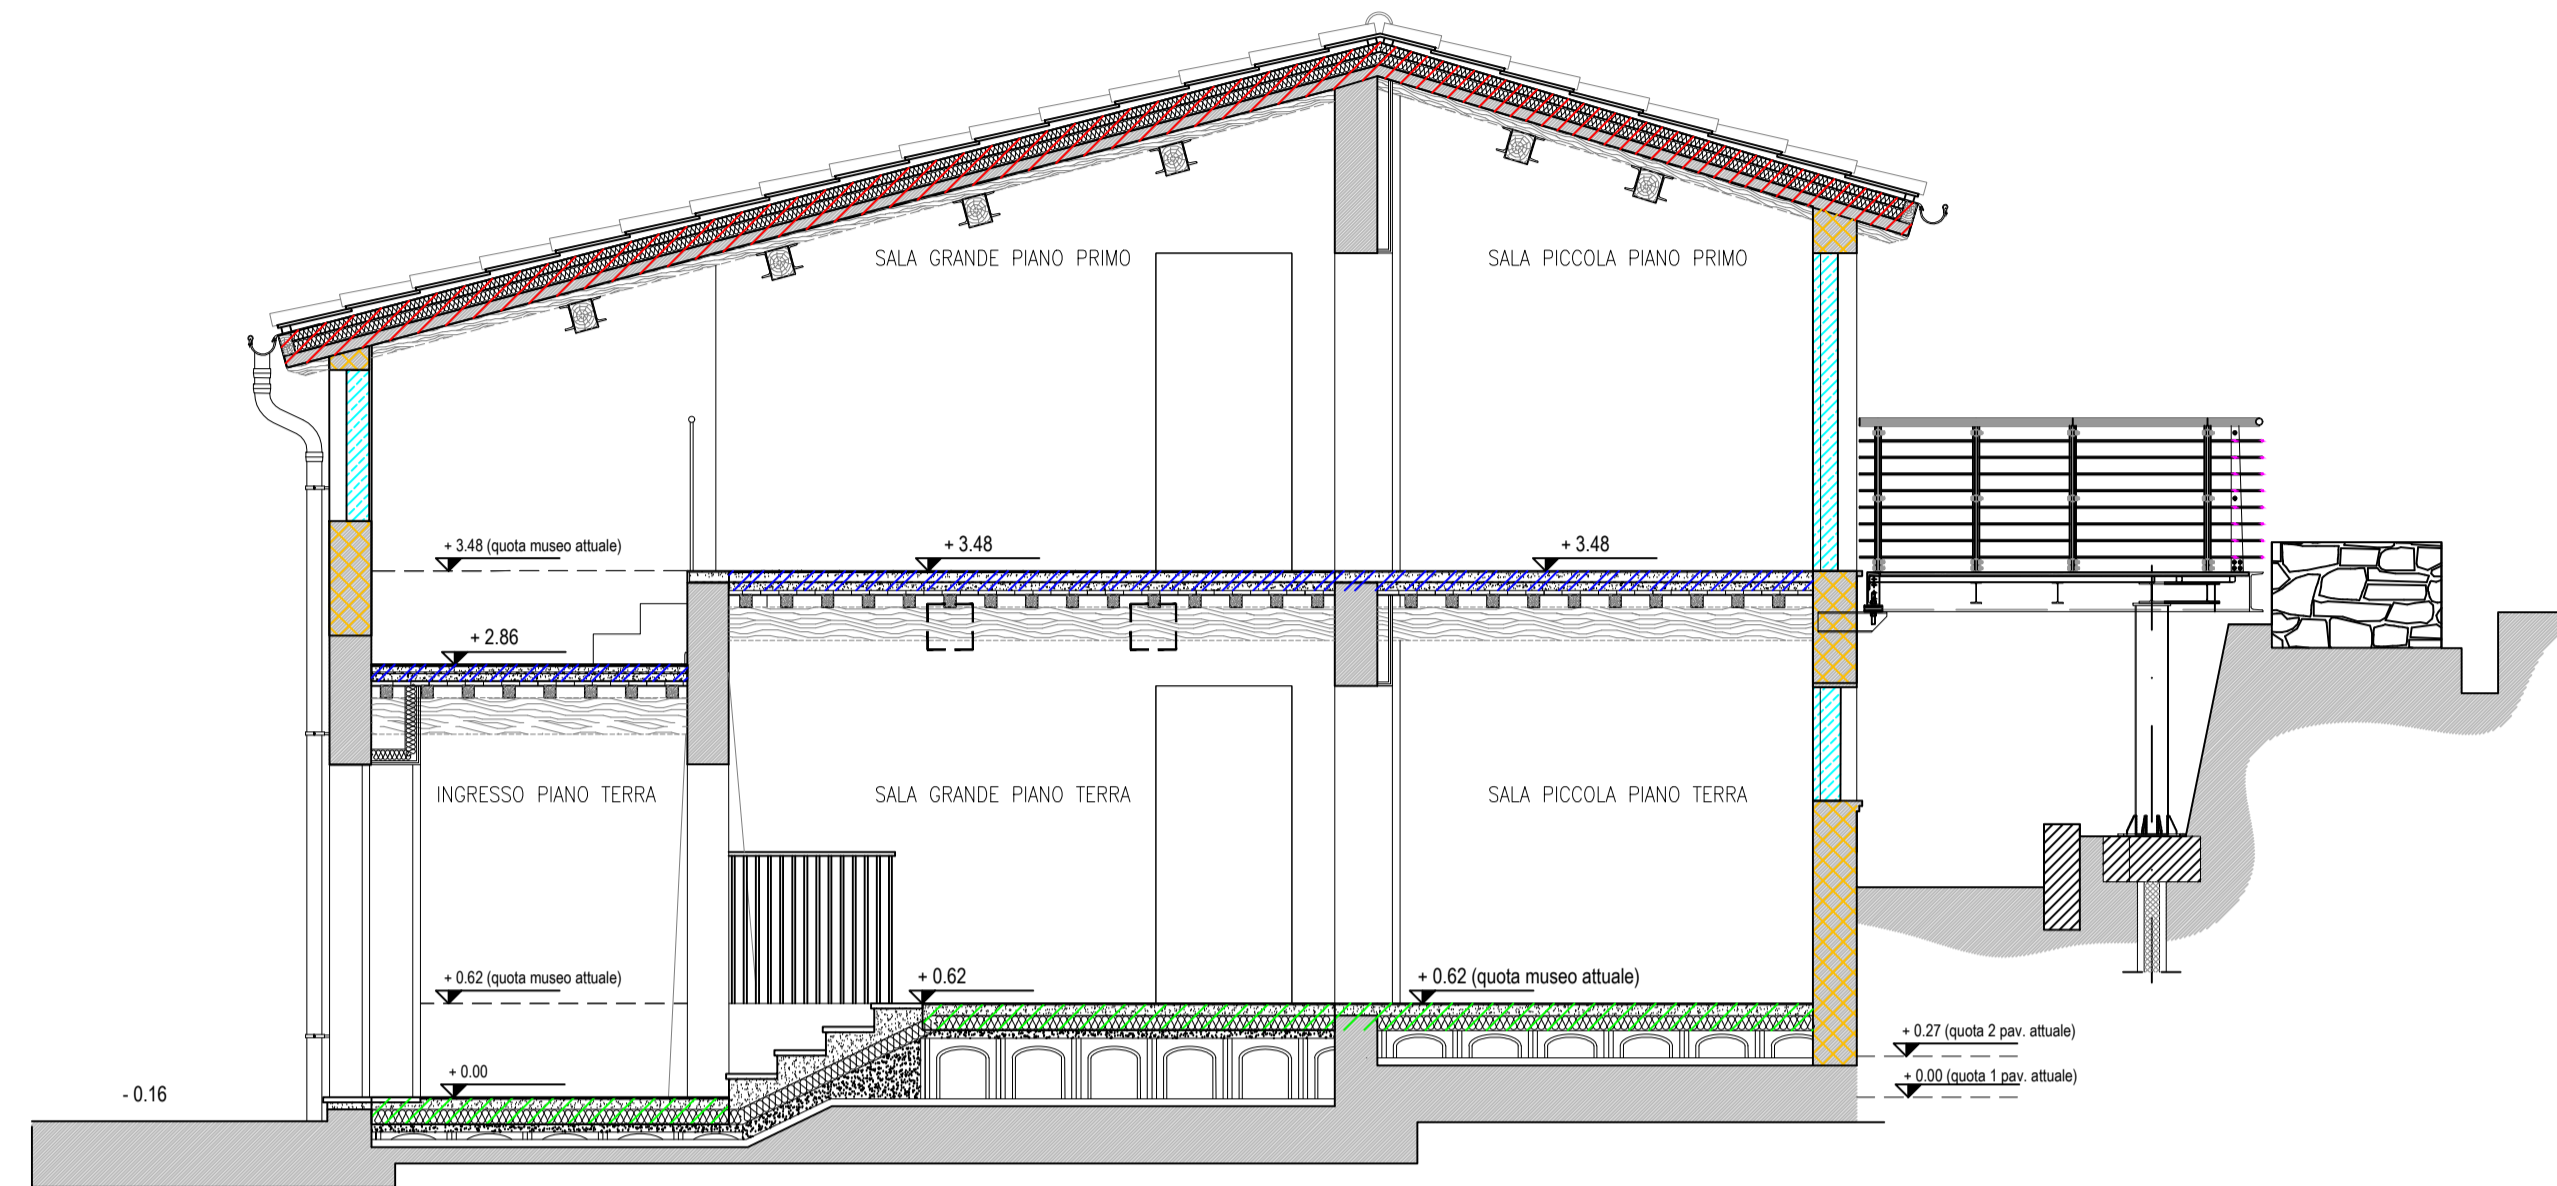 SALA GRANDE PIANO PRIMO
SALA PICCOLA PIANO PRIMO
+ 3.48 (quota museo attuale)
+ 3.48
+ 3.48
+ 2.86
INGRESSO PIANO TERRA
SALA GRANDE PIANO TERRA
SALA PICCOLA PIANO TERRA
+ 0.62 (quota museo attuale)
+ 0.62
+ 0.62 (quota museo attuale)
+ 0.27 (quota 2 pav. attuale)
+ 0.00
+ 0.00 (quota 1 pav. attuale)
- 0.16